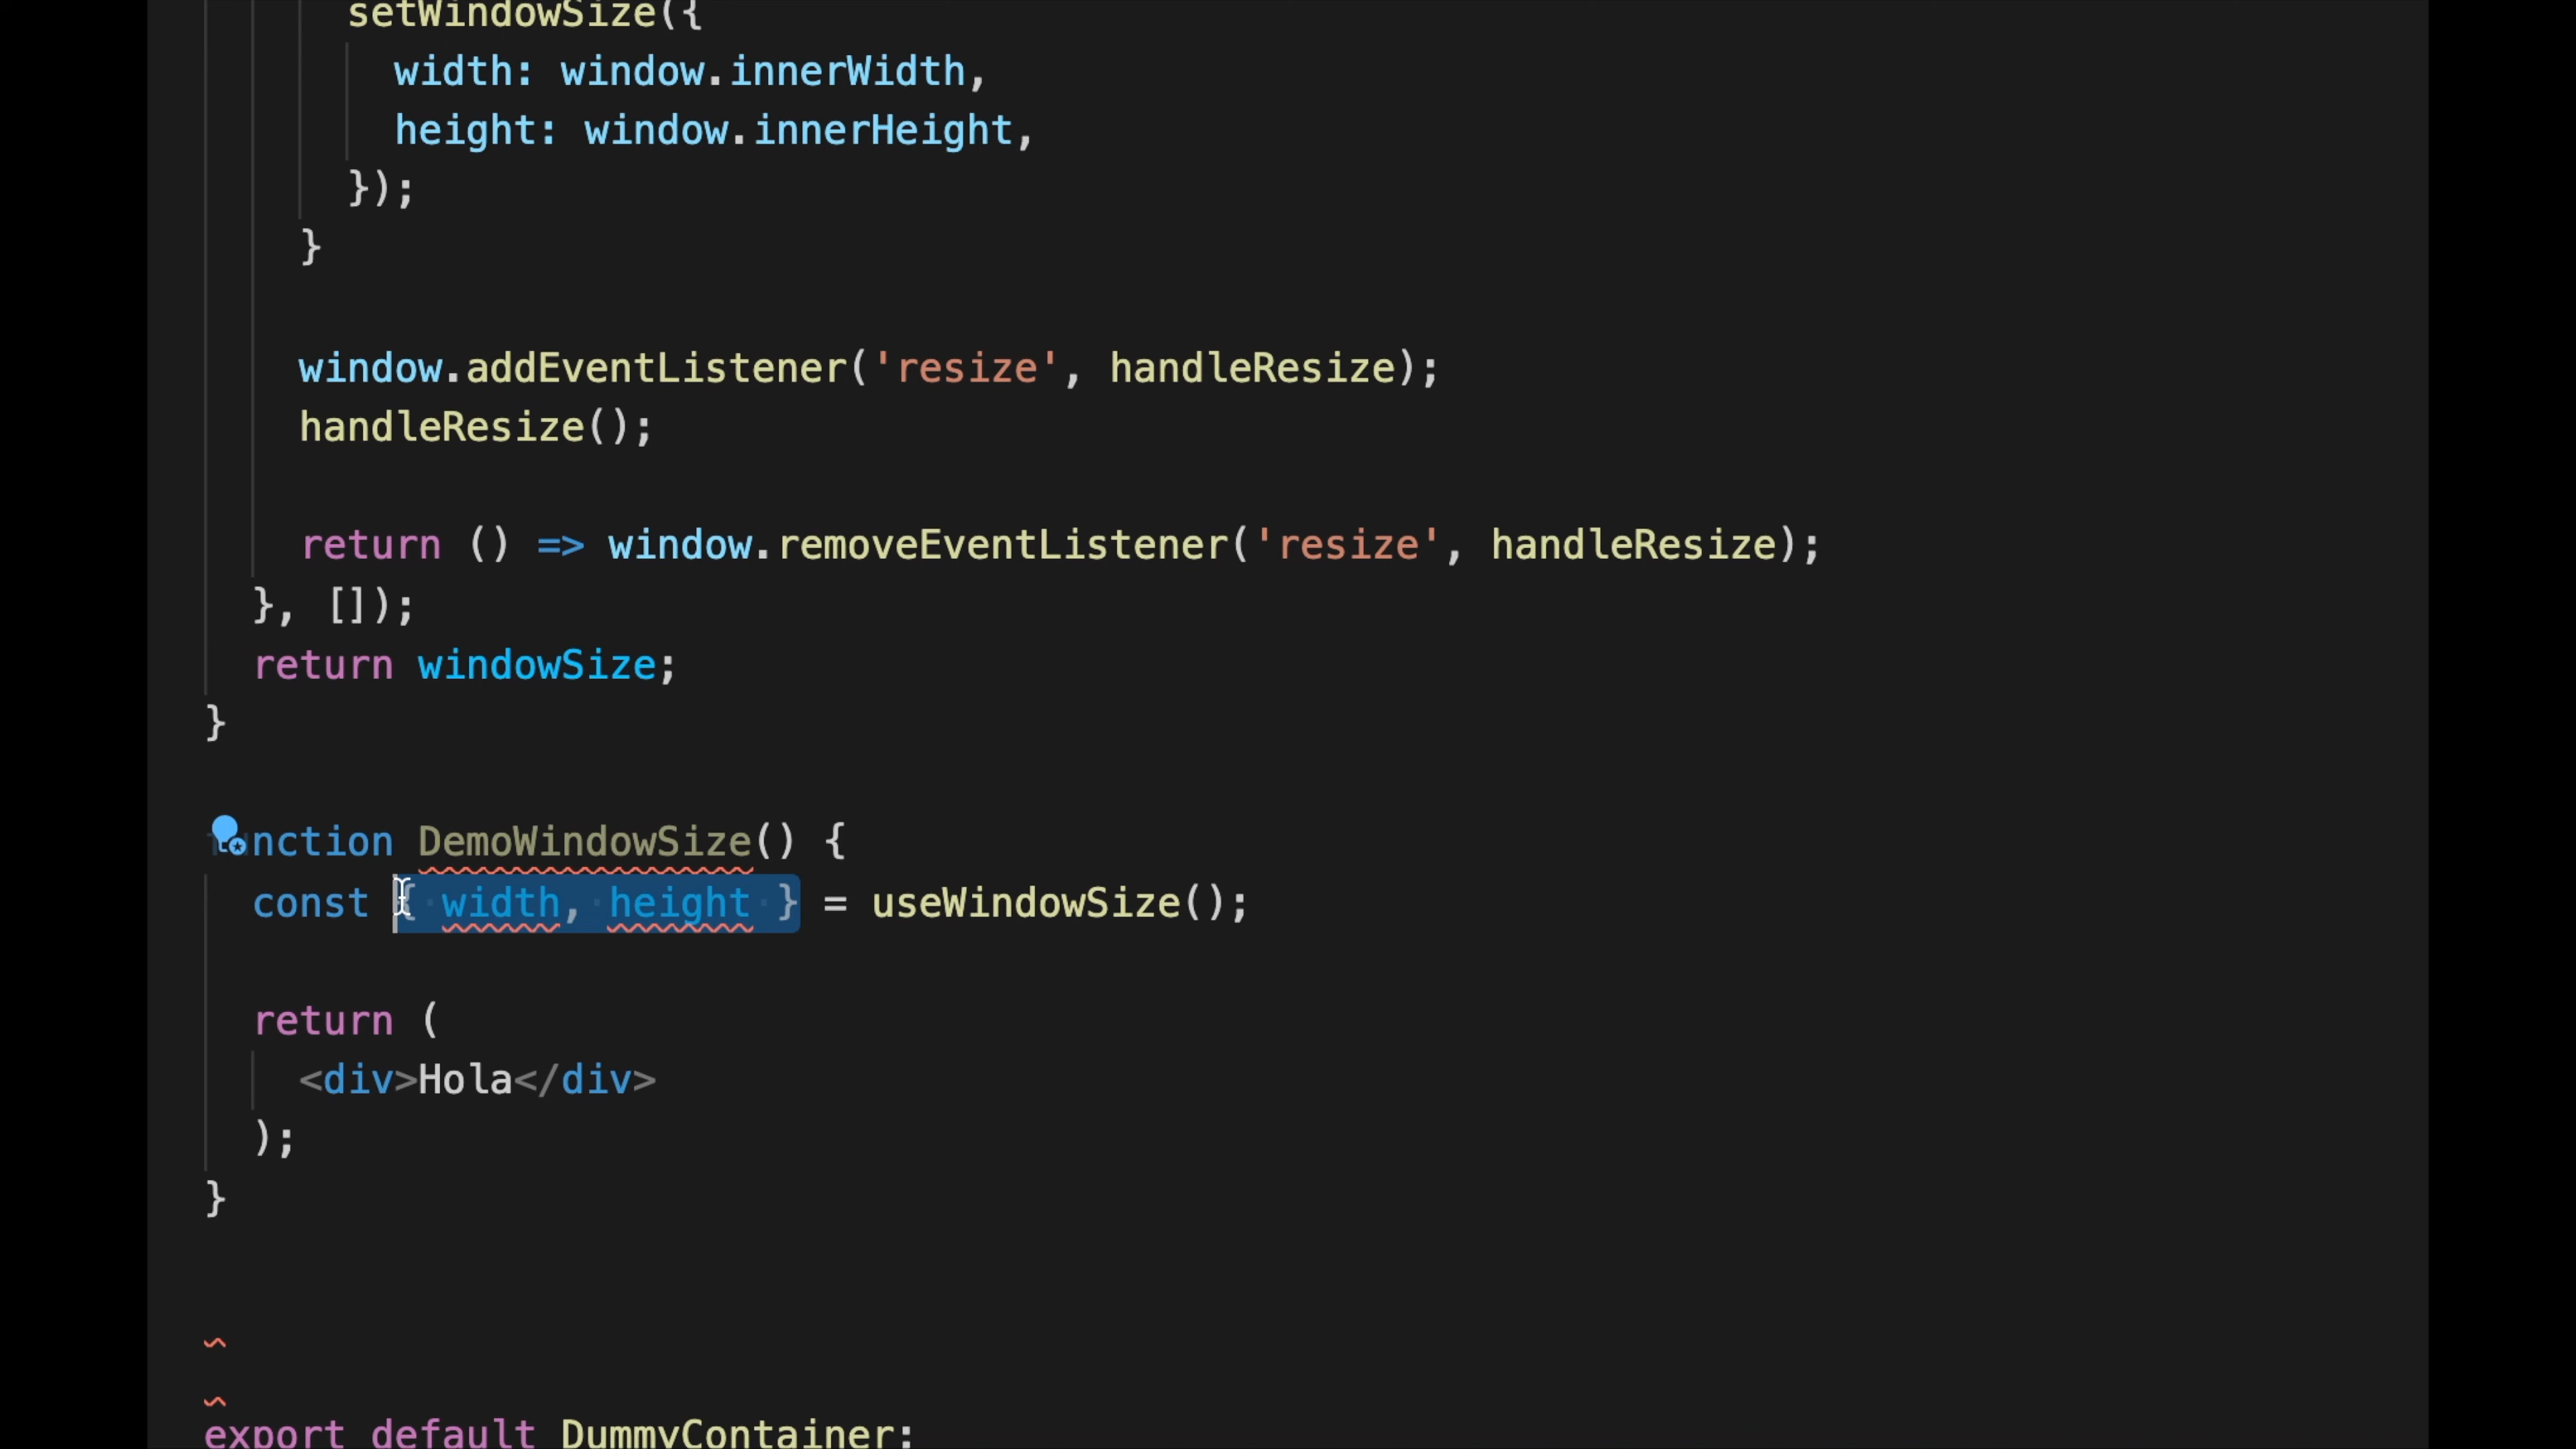 setWindowSize({
width: window.innerWidth,
height: window.innerHeight,
});
}
window.addEventListener('resize', handleResize);
handleResize();
return () => window.removeEventListener('resize', handleResize);
}, []);
return windowSize;
}
nction DemoWindowSize() {
const { width, height } = useWindowSize();
return (
<div>Hola</div>
);
}
export default DummyContainer;